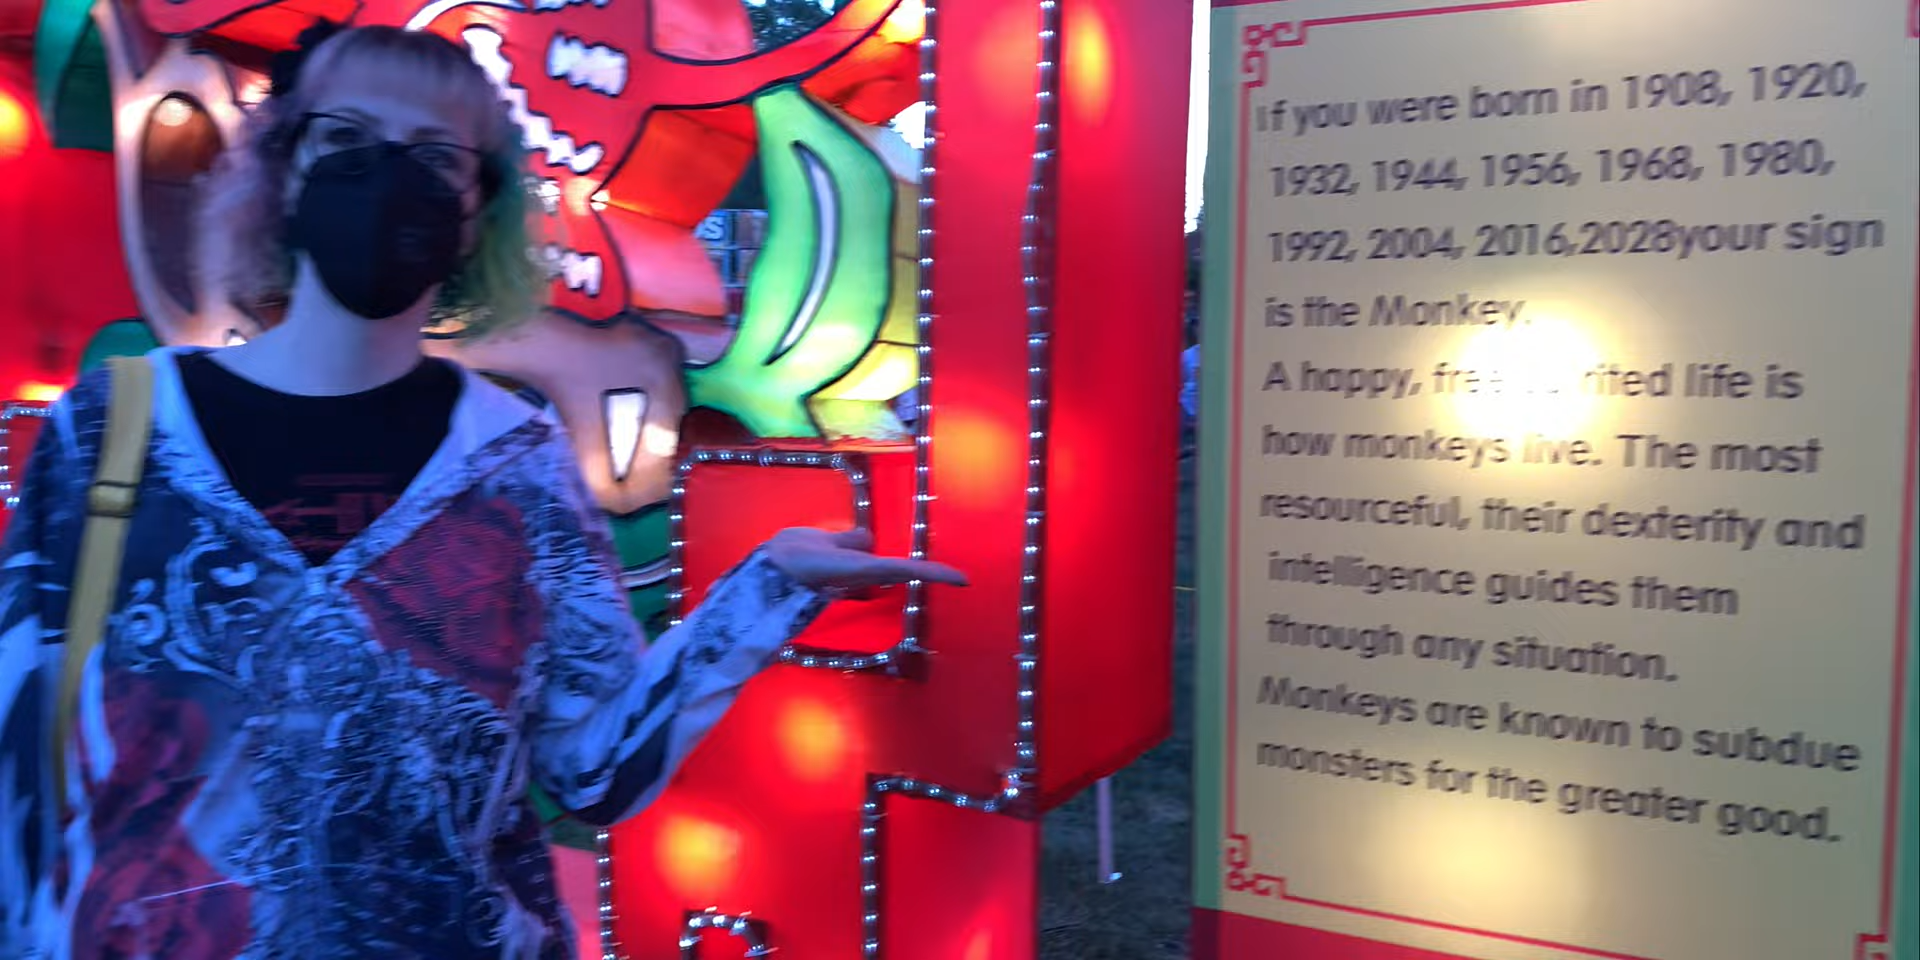 If you were born in 1908, 1920,
1932, 1944, 1956, 1968, 1980,
1992, 2004, 2016,2028your sign
is the Monkey.
A happy, life is
how monkeys live. The most
resourceful, their dexterity and
intelligence guides them
through any situation.
Monkeys are known to subdue
monsters for the greater good.